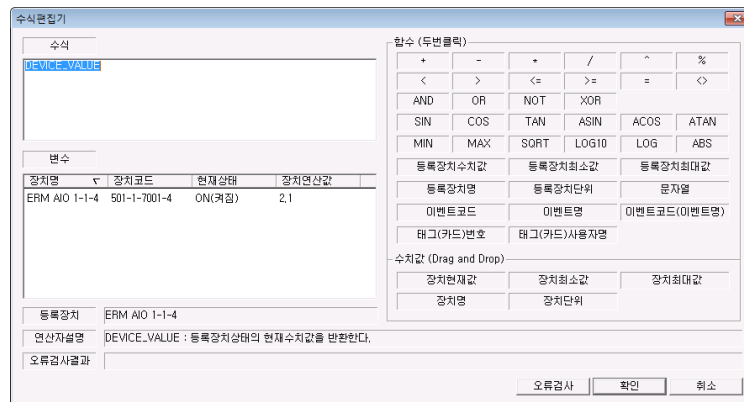 수식편집기
수식
DEVICE_VALUE
변수
장치명 장치코드 현재상태 장치연산값
ERM AIO 1-1-4 501-1-7001-4 ON(켜짐) 2,1
등록장치 ERM AIO 1-1-4
연산자설명 DEVICE_VALUE : 등록장치상태의 현재수치값을 반환한다.
오류검사결과
함수 (두번클릭)
+ - * / ^ %
< > <= >= = <>
AND OR NOT XOR
SIN COS TAN ASIN ACOS ATAN
MIN MAX SQRT LOG10 LOG ABS
등록장치수치값 등록장치최소값 등록장치최대값
등록장치명 등록장치단위 문자열
이벤트코드 이벤트명 이벤트코드(이벤트명)
태그(카드)번호 태그(카드)사용자명
수치값 (Drag and Drop)
장치현재값 장치최소값 장치최대값
장치명 장치단위
오류검사 확인 취소